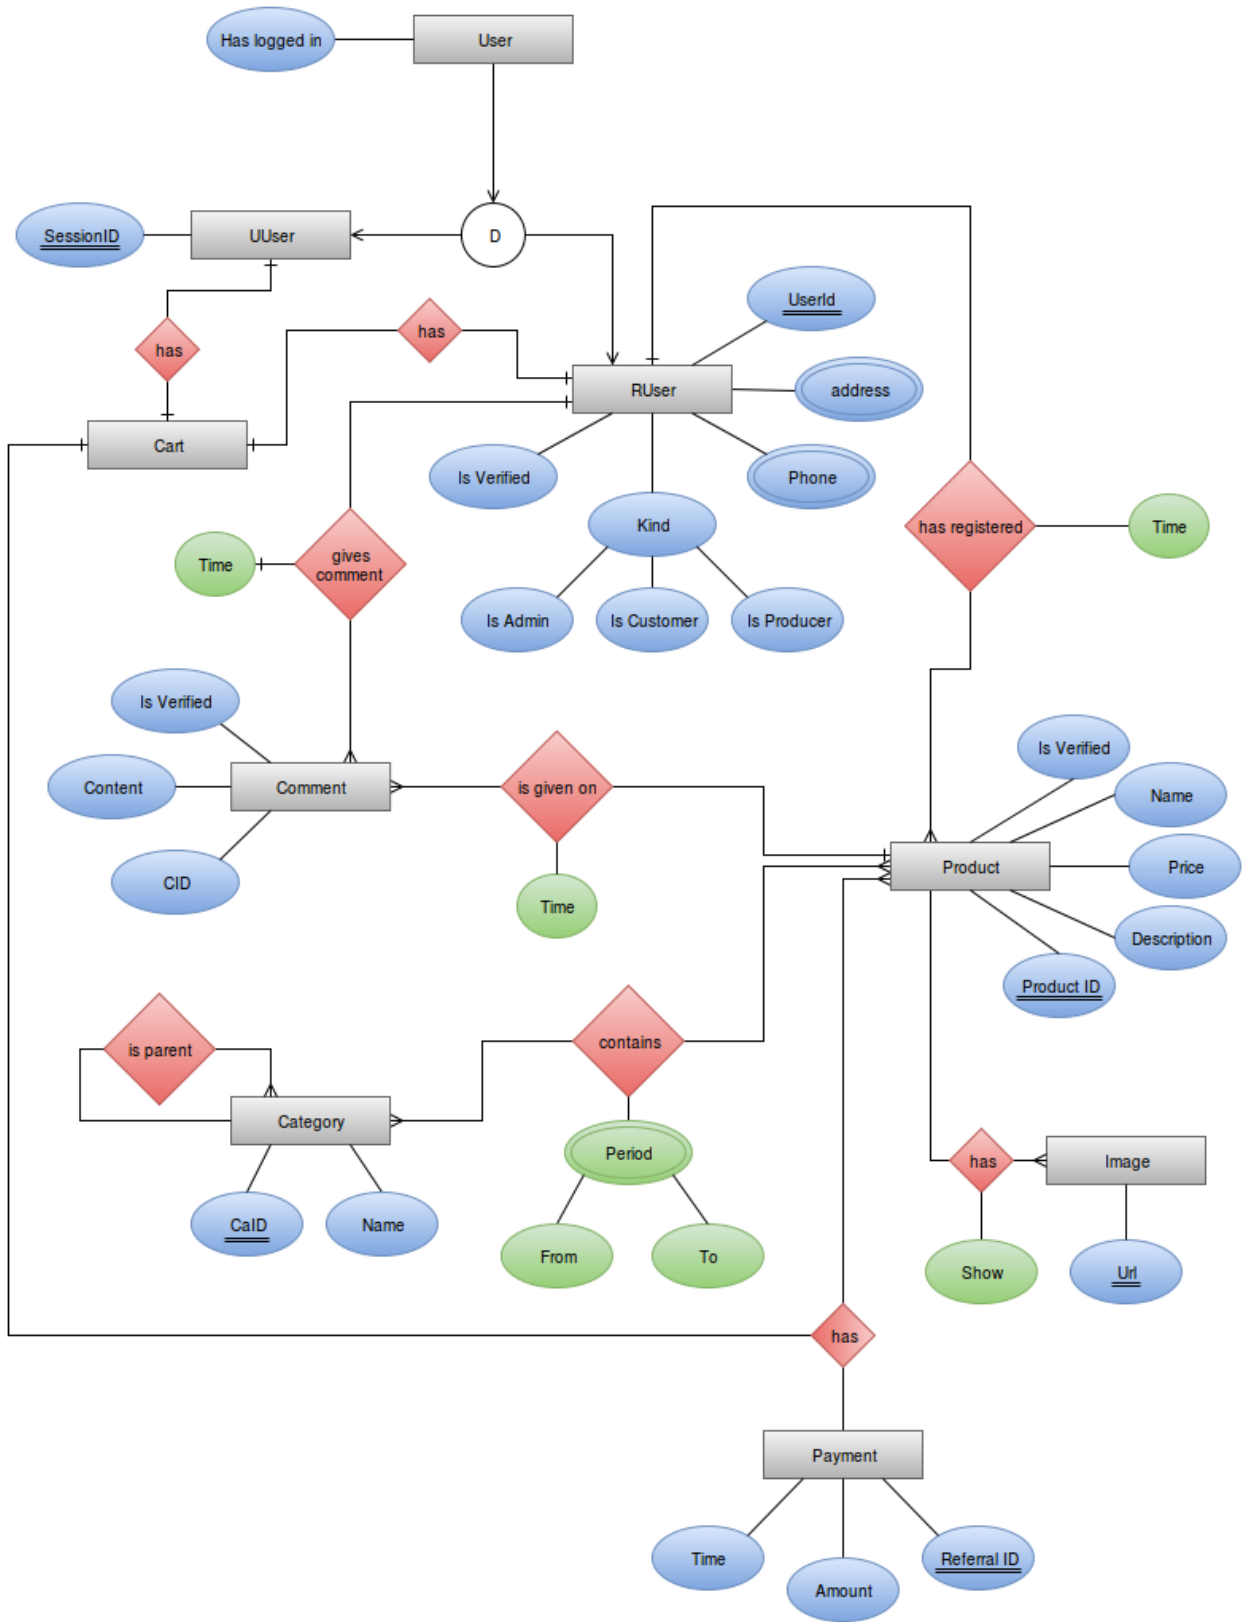 Has logged in
User
SessionID
UUser
D
UserId
has
has
RUser
address
Cart
Is Verified
Phone
Kind
has registered
Time
Time
gives
comment
Is Admin
Is Customer
Is Producer
Is Verified
Is Verified
Content
Comment
is given on
Name
CID
Product
Price
Time
Description
Product ID
is parent
contains
Category
Period
has
Image
CaID
Name
From
To
Show
Url
has
Payment
Time
Referral ID
Amount